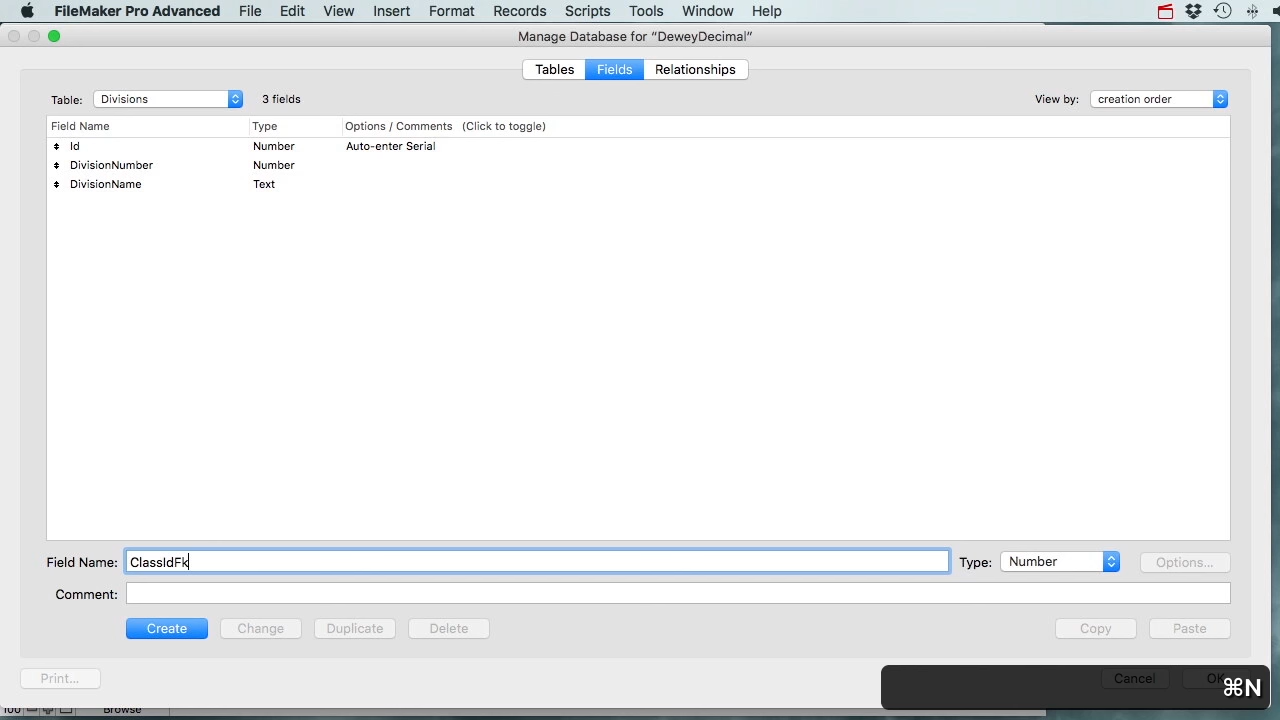 FileMaker Pro Advanced File Edit View Insert Format Records Scripts Tools Window Help
Manage Database for “DeweyDecimal”
Tables Fields Relationships
Table: Divisions 3 fields View by: creation order
Field Name Type Options / Comments (Click to toggle)
Id Number Auto-enter Serial
DivisionNumber Number
DivisionName Text
Field Name: ClassIdFk Type: Number Options...
Comment:
Create Change Duplicate Delete Copy Paste
Print... Cancel OK
⌘N
100 Browse